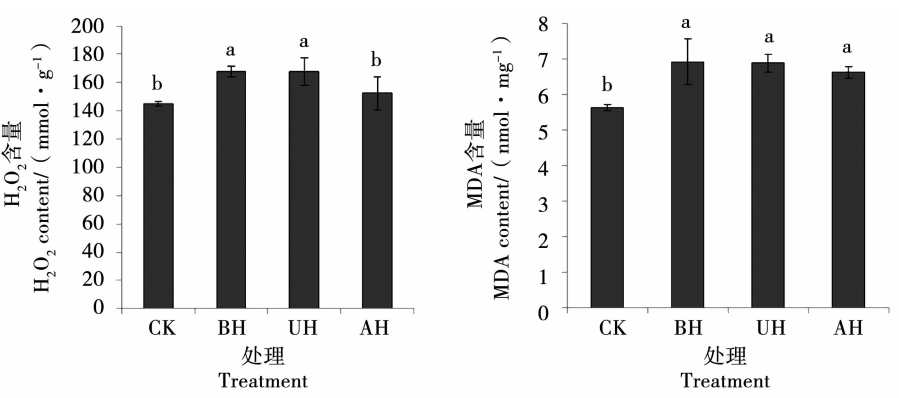 H₂O₂含量
H₂O₂ content/（mmol·g⁻¹）
200
180
160
140
120
100
80
60
40
20
0
b
a
a
b
CK BH UH AH
处理
Treatment
MDA含量
MDA content/（nmol·mg⁻¹）
8
7
6
5
4
3
2
1
0
b
a
a
a
CK BH UH AH
处理
Treatment